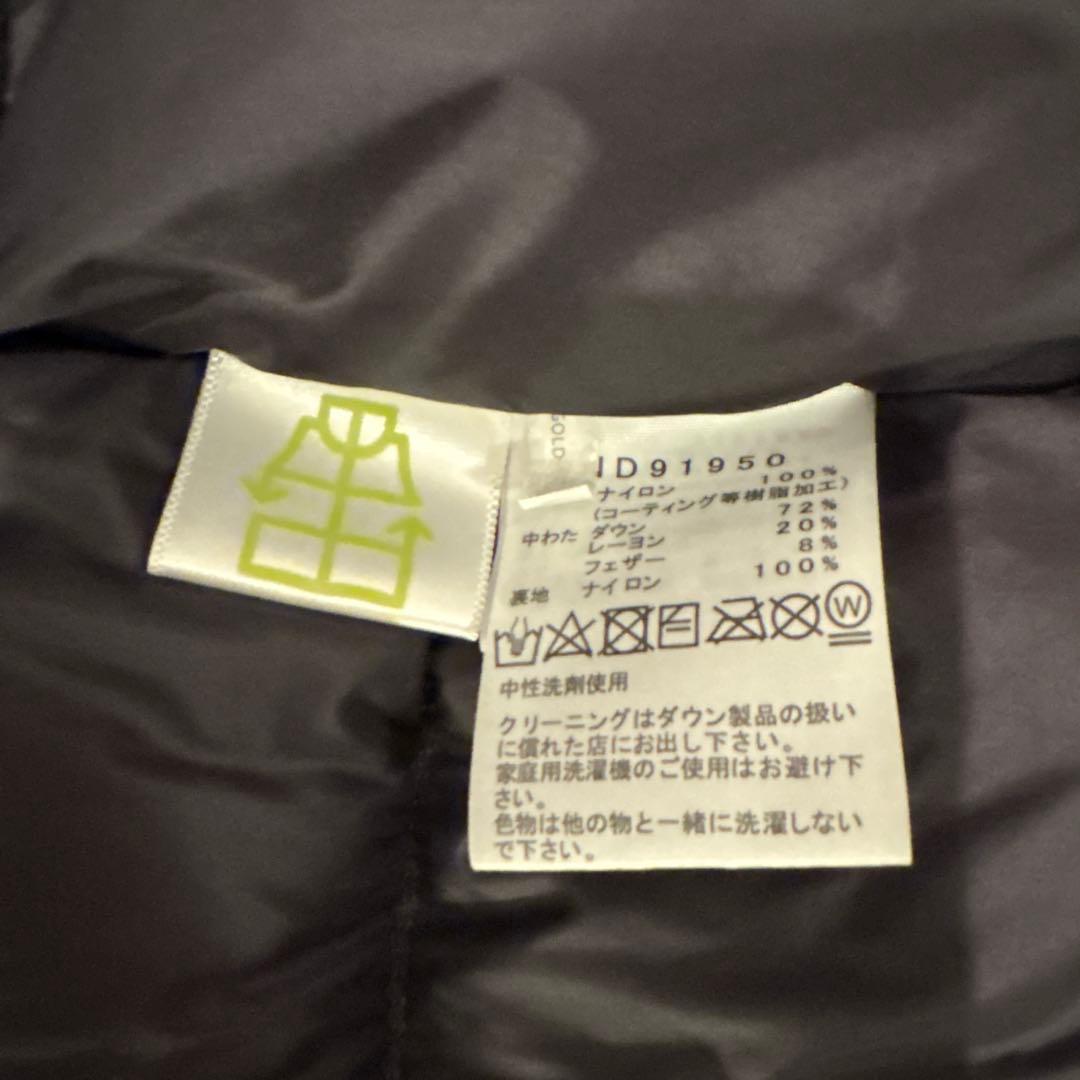 GOLD
ID91950
ナイロン 100%
(コーティング等樹脂加工)
中わた ダウン 72%
レーヨン 20%
フェザー 8%
裏地 ナイロン 100%
W
中性洗剤使用
クリーニングはダウン製品の扱い
に慣れた店にお出し下さい。
家庭用洗濯機のご使用はお避け下
さい。
色物は他の物と一緒に洗濯しない
で下さい。